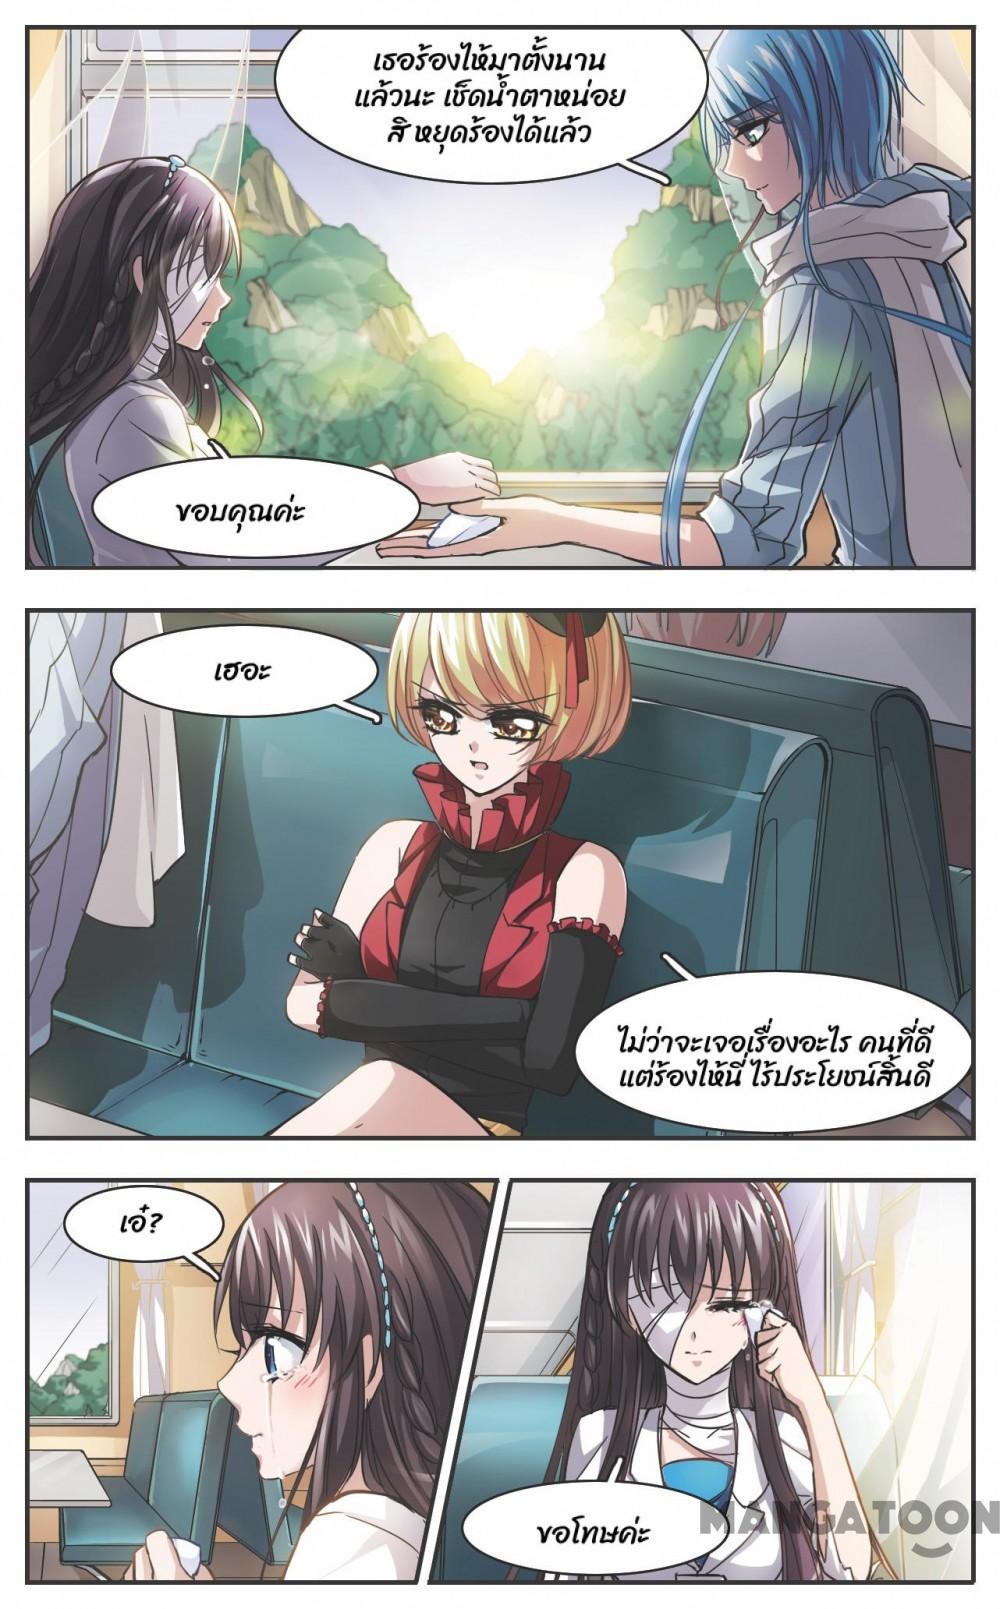 เธอร้องไห้มาตั้งนาน
แล้วนะ เช็ดน้ำตาหน่อย
สิ หยุดร้องได้แล้ว
ขอบคุณค่ะ
เฮอะ
ไม่ว่าจะเจอเรื่องอะไร คนที่ดี
แต่ร้องไห้นี่ ไร้ประโยชน์สิ้นดี
เอ๋?
ขอโทษค่ะ
MANGATOON